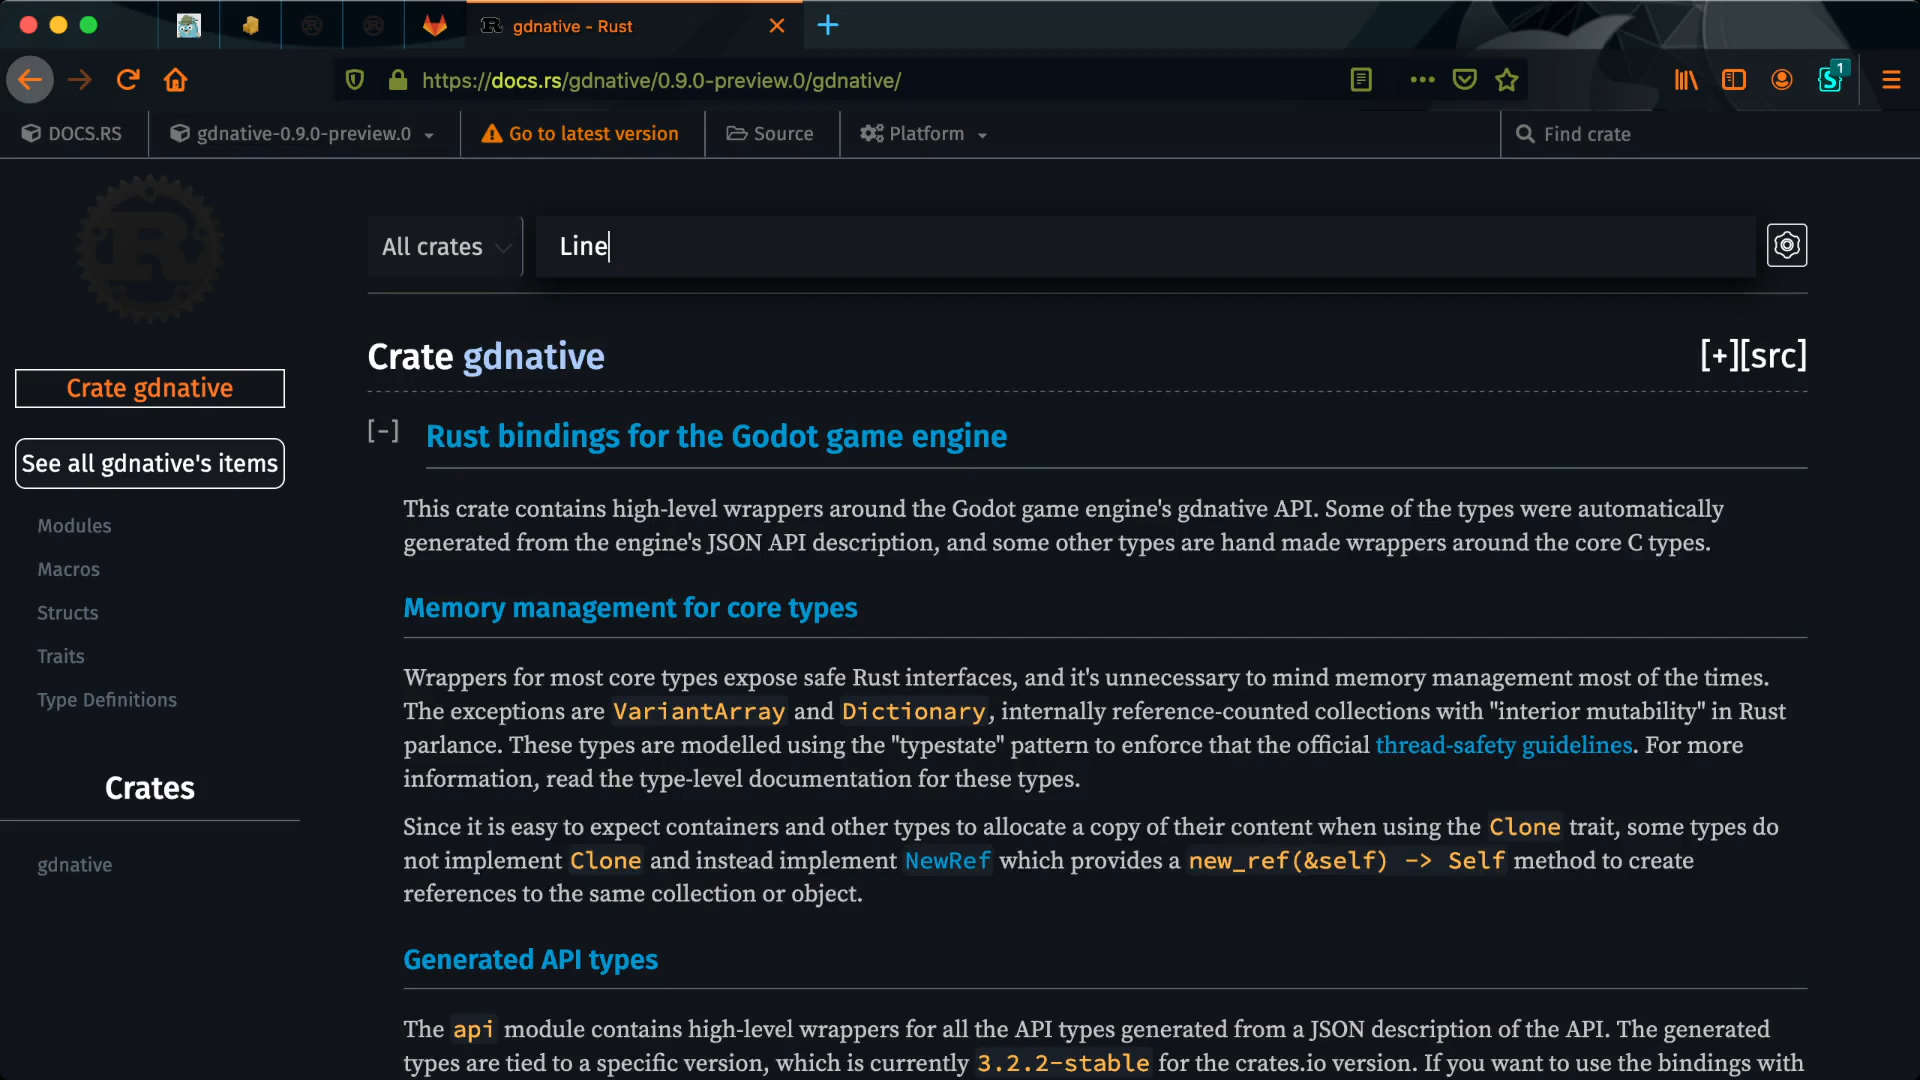 gdnative - Rust
https://docs.rs/gdnative/0.9.0-preview.0/gdnative/
1
DOCS.RS
gdnative-0.9.0-preview.0
Go to latest version
Source
Platform
Find crate
All crates
Line
Crate gdnative
[+][src]
Crate gdnative
See all gdnative's items
Modules
Macros
Structs
Traits
Type Definitions
Crates
gdnative
[-]
Rust bindings for the Godot game engine
This crate contains high-level wrappers around the Godot game engine's gdnative API. Some of the types were automatically
generated from the engine's JSON API description, and some other types are hand made wrappers around the core C types.
Memory management for core types
Wrappers for most core types expose safe Rust interfaces, and it's unnecessary to mind memory management most of the times.
The exceptions are VariantArray and Dictionary, internally reference-counted collections with "interior mutability" in Rust
parlance. These types are modelled using the "typestate" pattern to enforce that the official thread-safety guidelines. For more
information, read the type-level documentation for these types.
Since it is easy to expect containers and other types to allocate a copy of their content when using the Clone trait, some types do
not implement Clone and instead implement NewRef which provides a new_ref(&self) -> Self method to create
references to the same collection or object.
Generated API types
The api module contains high-level wrappers for all the API types generated from a JSON description of the API. The generated
types are tied to a specific version, which is currently 3.2.2-stable for the crates.io version. If you want to use the bindings with